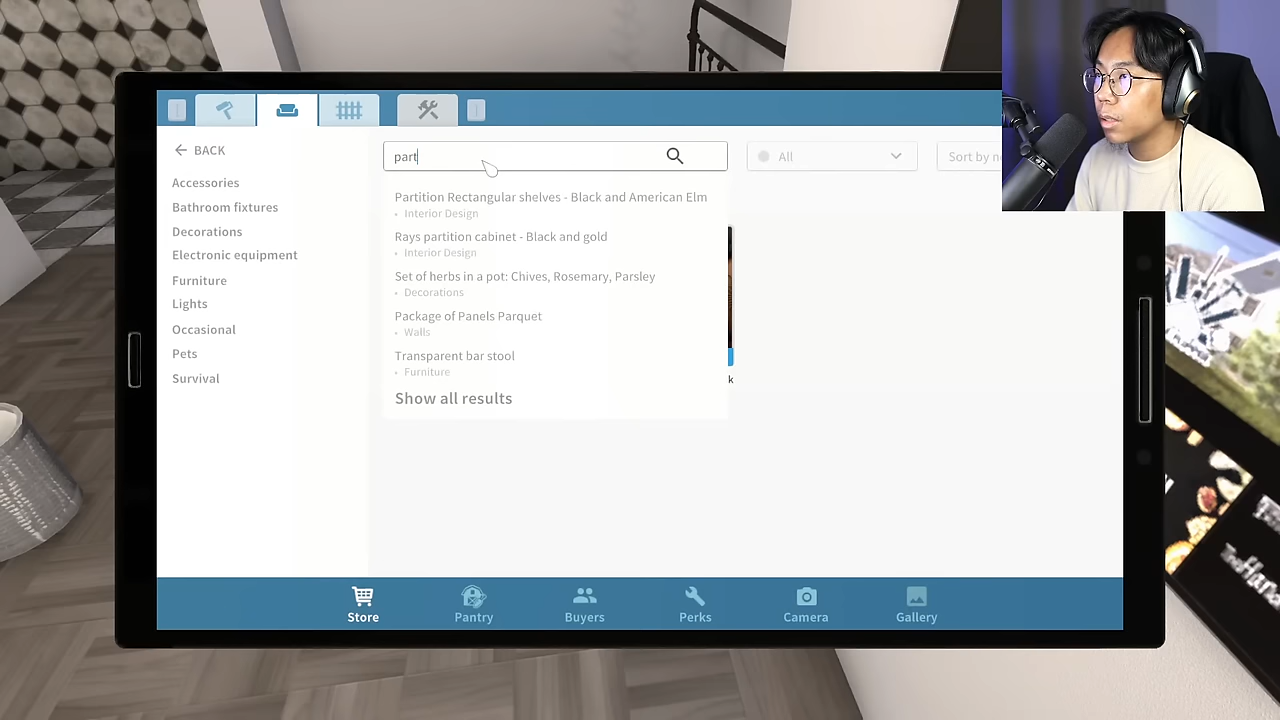 BACK
Accessories
Bathroom fixtures
Decorations
Electronic equipment
Furniture
Lights
Occasional
Pets
Survival
part
All
Sort by
Partition Rectangular shelves - Black and American Elm
• Interior Design
Rays partition cabinet - Black and gold
• Interior Design
Set of herbs in a pot: Chives, Rosemary, Parsley
• Decorations
Package of Panels Parquet
• Walls
Transparent bar stool
• Furniture
Show all results
k
Store
Pantry
Buyers
Perks
Camera
Gallery